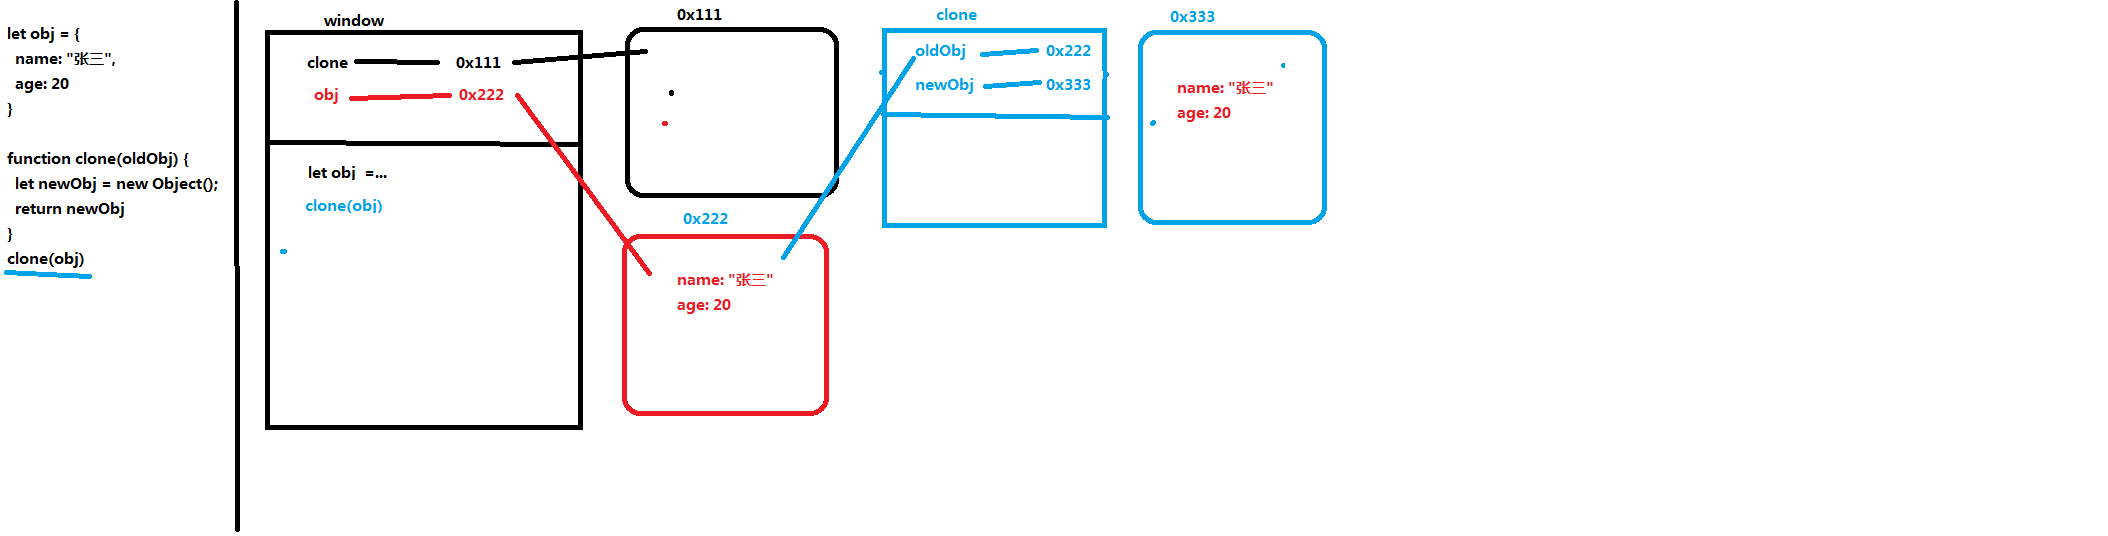 let obj = {
name: "张三",
age: 20
}
function clone(oldObj) {
let newObj = new Object();
return newObj
}
clone(obj)
window
clone 0x111
obj 0x222
let obj =...
clone(obj)
0x111
0x222
name: "张三"
age: 20
clone
oldObj 0x222
newObj 0x333
0x333
name: "张三"
age: 20